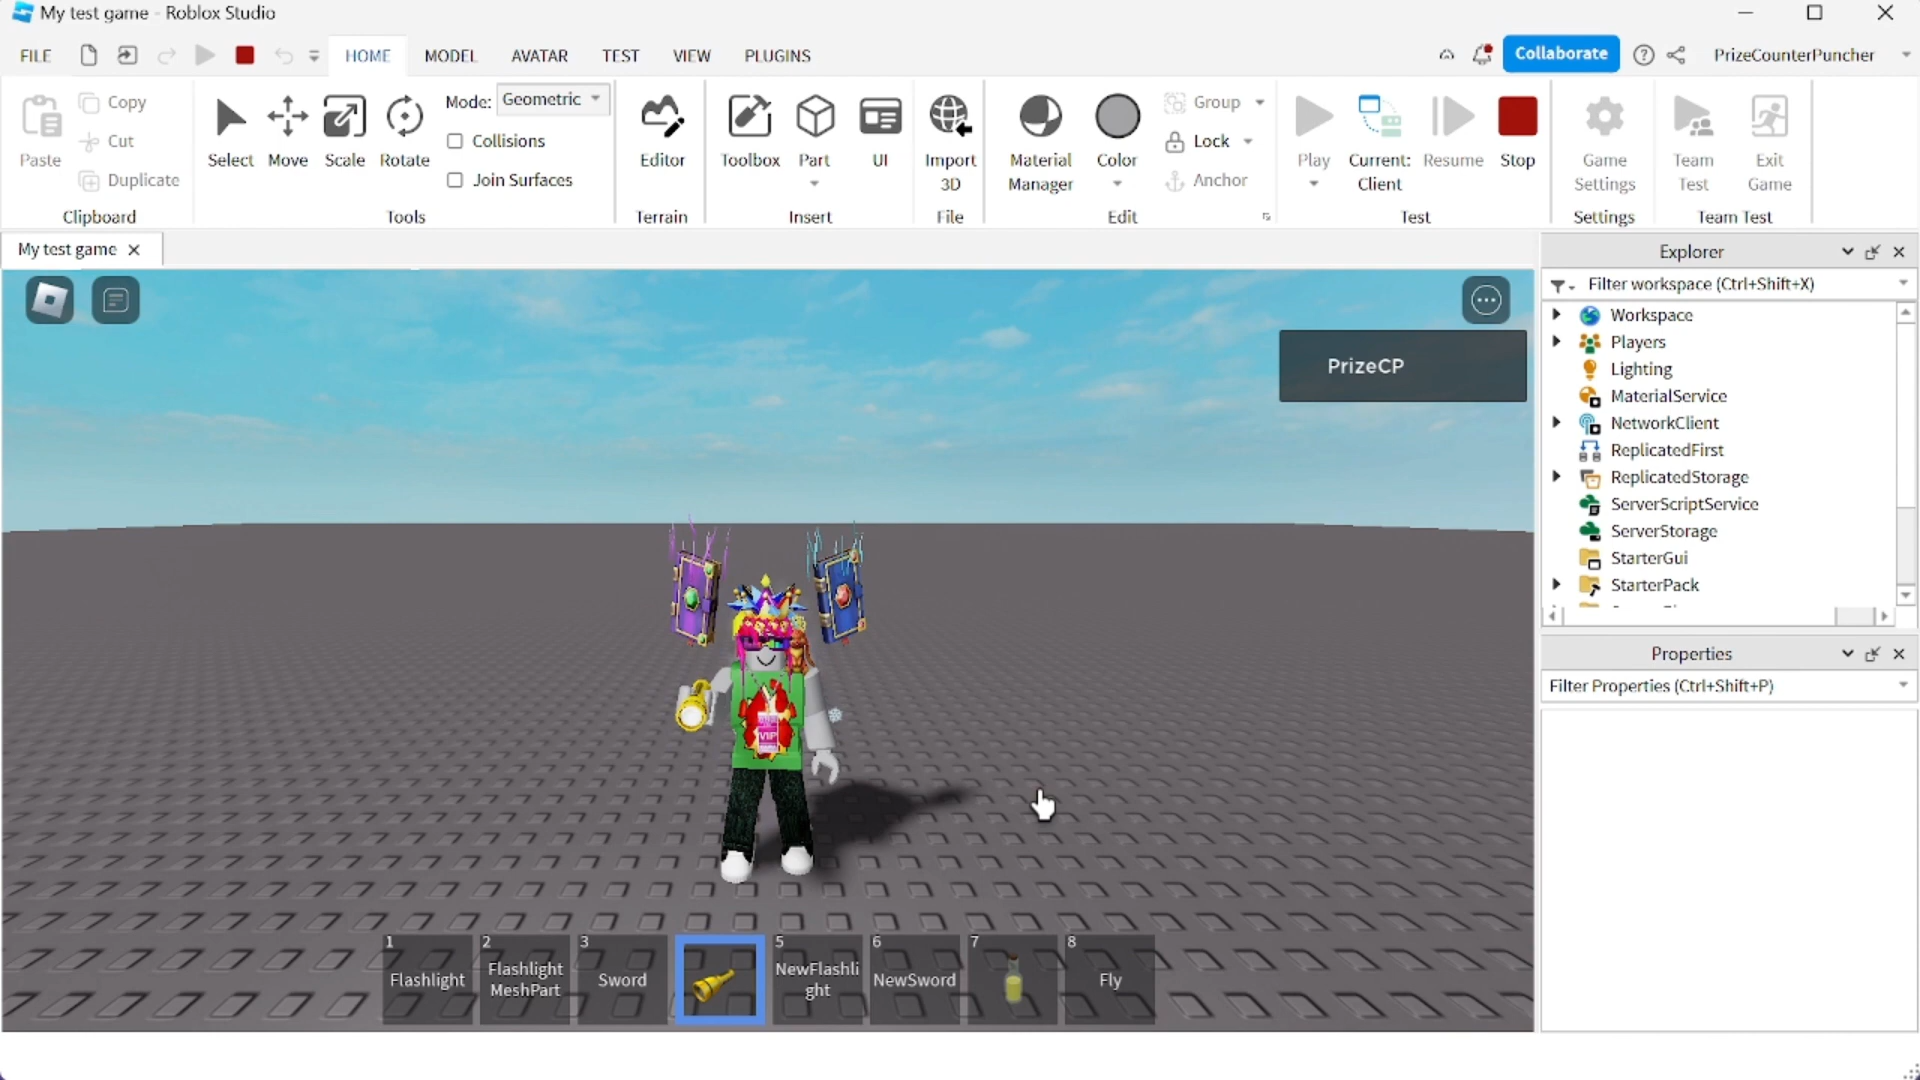 My test game - Roblox Studio
FILE
HOME
MODEL
AVATAR
TEST
VIEW
PLUGINS
Collaborate
PrizeCounterPuncher
Paste
Copy
Cut
Duplicate
Clipboard
Select
Move
Scale
Rotate
Mode: Geometric
Collisions
Join Surfaces
Tools
Editor
Terrain
Toolbox
Part
UI
Insert
Import
3D
File
Material
Manager
Color
Group
Lock
Anchor
Edit
Play
Current:
Client
Resume
Stop
Test
Game
Settings
Settings
Team
Test
Exit
Game
Team Test
My test game
PrizeCP
VIP
1
Flashlight
2
Flashlight
MeshPart
3
Sword
5
NewFlashli
ght
6
NewSword
7
8
Fly
Explorer
Filter workspace (Ctrl+Shift+X)
Workspace
Players
Lighting
MaterialService
NetworkClient
ReplicatedFirst
ReplicatedStorage
ServerScriptService
ServerStorage
StarterGui
StarterPack
Properties
Filter Properties (Ctrl+Shift+P)